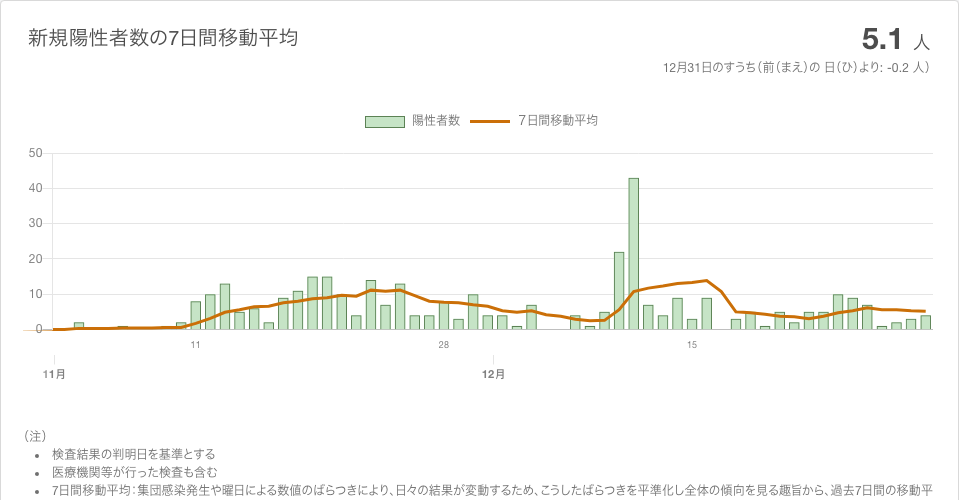 新規陽性者数の7日間移動平均
5.1 人
12月31日のすうち（前（まえ）の 日（ひ）より: -0.2 人）
陽性者数 7日間移動平均
50
40
30
20
10
0
11 28 15
11月 12月
（注）
• 検査結果の判明日を基準とする
• 医療機関等が行った検査も含む
• 7日間移動平均：集団感染発生や曜日による数値のばらつきにより、日々の結果が変動するため、こうしたばらつきを平準化し全体の傾向を見る趣旨から、過去7日間の移動平